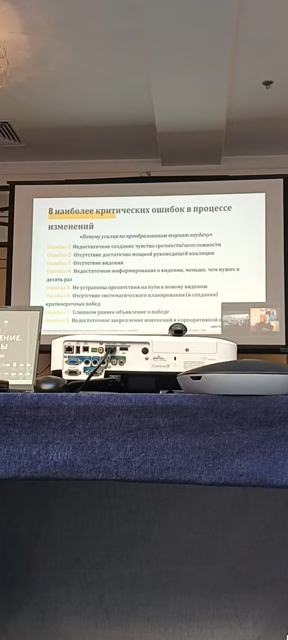 8 наиболее критических ошибок в процессе
изменений
«Почему усилия по преобразованию терпят неудачу»
Ошибка 1: Недостаточное создание чувства срочности/неотложности
Ошибка 2: Отсутствие достаточно мощной руководящей коалиции
Ошибка 3: Отсутствие видения
Ошибка 4: Недостаточное информирование о видении, меньше, чем нужно в
десять раз
Ошибка 5: Не устранены препятствия на пути к новому видению
Ошибка 6: Отсутствие систематического планирования (и создания)
краткосрочных побед
Ошибка 7: Слишком раннее объявление о победе
Ошибка 8: Недостаточное закрепление изменений в корпоративной